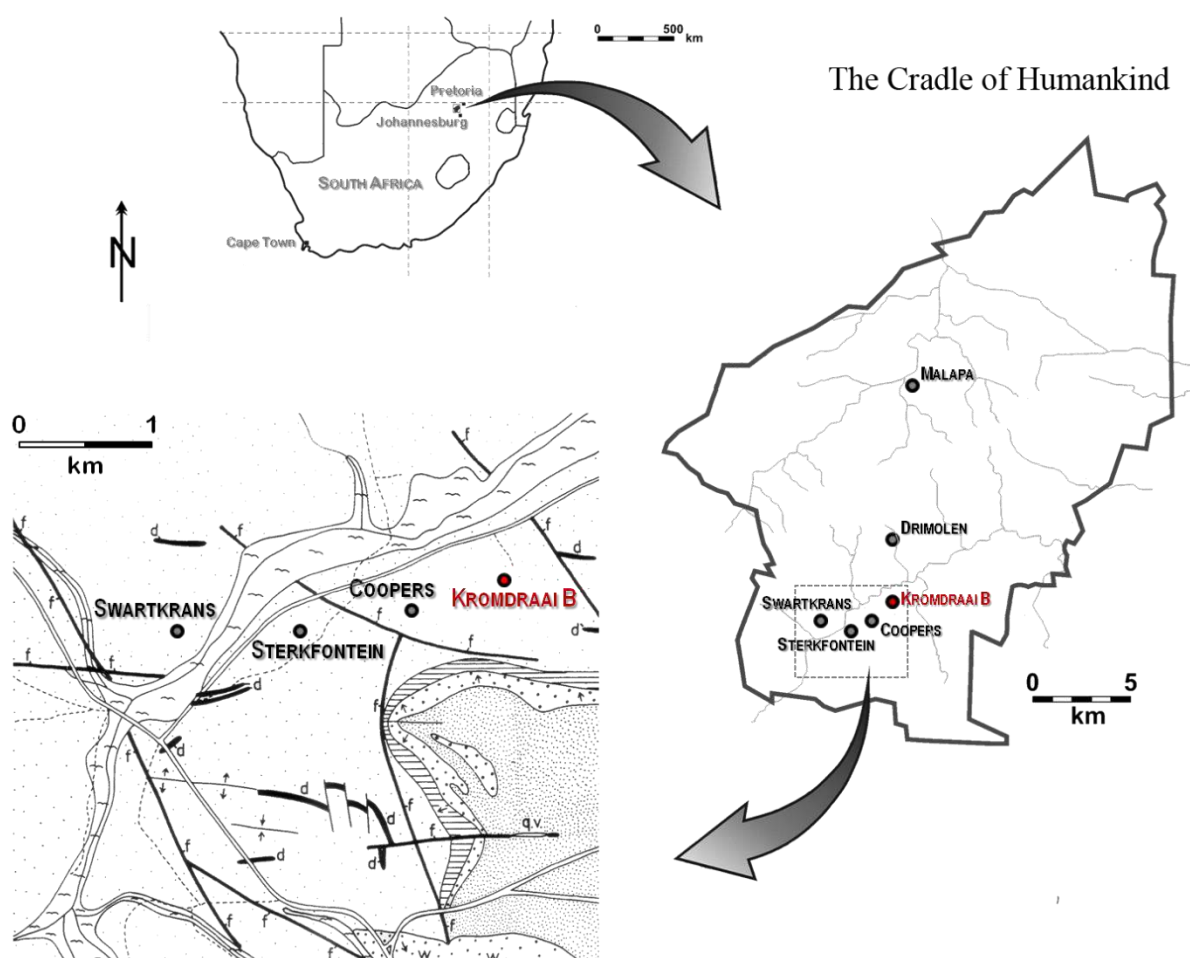 0 500
km
The Cradle of Humankind
Pretoria
Johannesburg
SOUTH AFRICA
Cape Town
N
MALAPA
DRIMOLEN
KROMDRAAI B
SWARTKRANS
COOPERS
STERKFONTEIN
0 5
km
0 1
km
f
f
f
f
f
d
d
COOPERS
KROMDRAAI B
SWARTKRANS
STERKFONTEIN
d
f
f
d
f
d
f
d
f
d
f
q.v.
d
d
f
f
f
f
f
w w